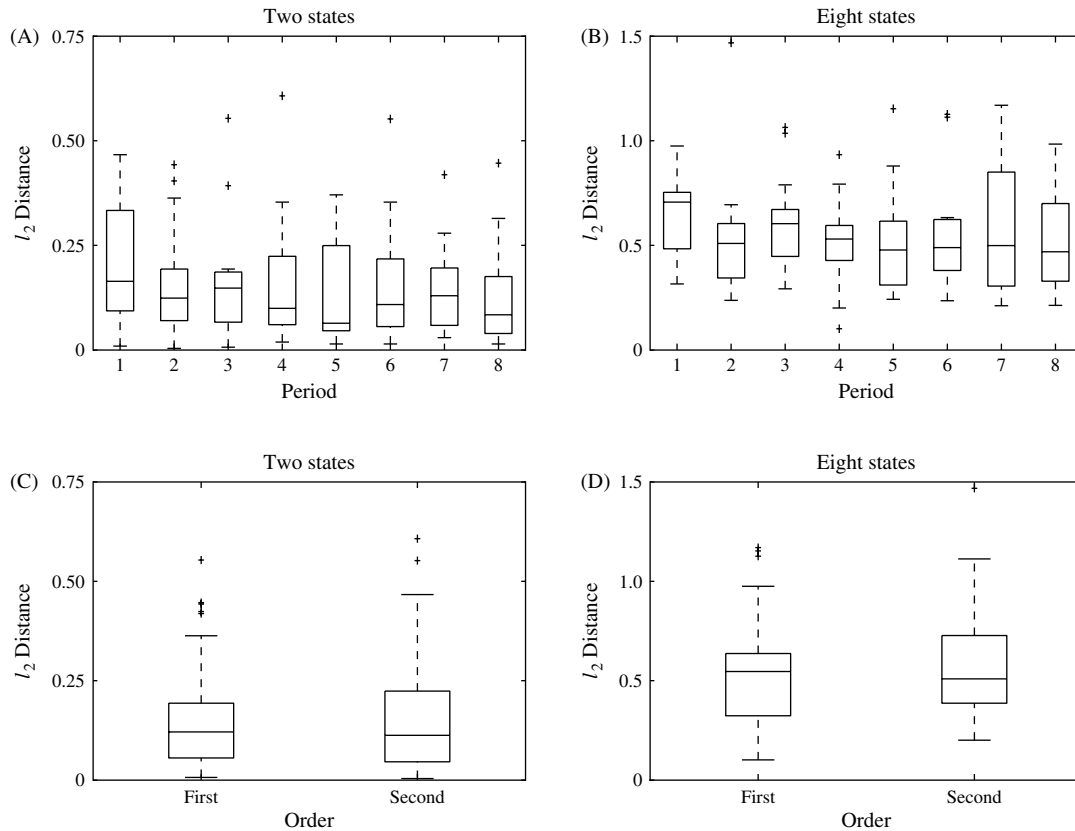 (A)
Two states
0.75
0.50
0.25
0
l2 Distance
1 2 3 4 5 6 7 8
Period
(B)
Eight states
1.5
1.0
0.5
0
l2 Distance
1 2 3 4 5 6 7 8
Period
(C)
Two states
0.75
0.50
0.25
0
l2 Distance
First Second
Order
(D)
Eight states
1.5
1.0
0.5
0
l2 Distance
First Second
Order